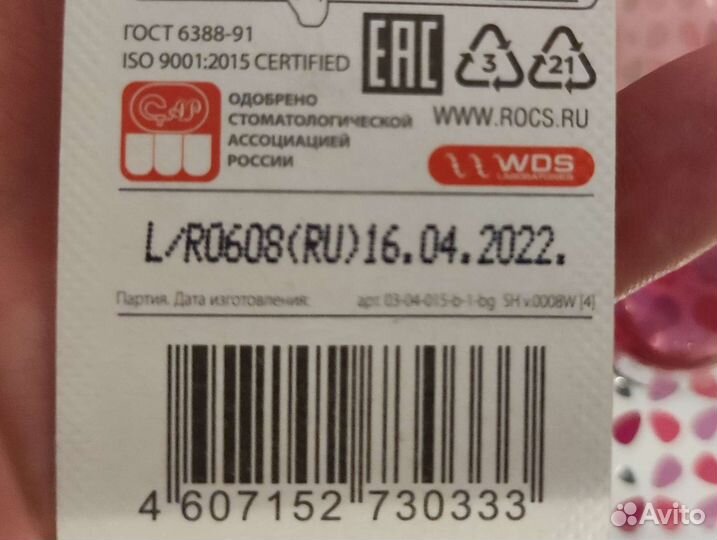 ГОСТ 6388-91
ISO 9001:2015 CERTIFIED
EAC
3
21
САР
ОДОБРЕНО
СТОМАТОЛОГИЧЕСКОЙ
АССОЦИАЦИЕЙ
РОССИИ
WWW.ROCS.RU
WDS
LABORATORIES
L/R0608(RU)16.04.2022.
Партия. Дата изготовления:
арт. 03-04-015-b-1-bg SH v.0008W [4]
4 607152 730333
Avito